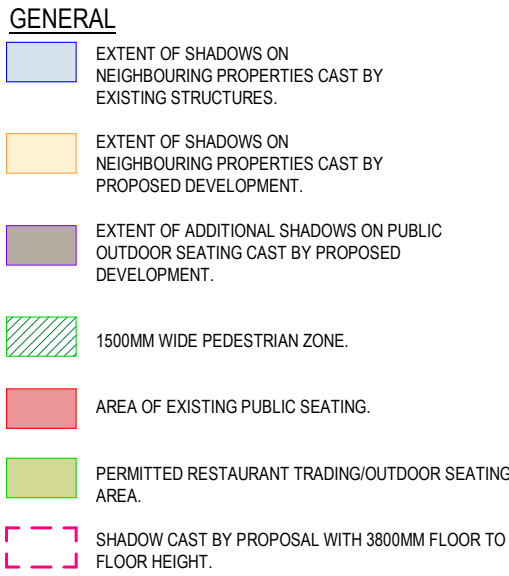 GENERAL
EXTENT OF SHADOWS ON
NEIGHBOURING PROPERTIES CAST BY
EXISTING STRUCTURES.
EXTENT OF SHADOWS ON
NEIGHBOURING PROPERTIES CAST BY
PROPOSED DEVELOPMENT.
EXTENT OF ADDITIONAL SHADOWS ON PUBLIC
OUTDOOR SEATING CAST BY PROPOSED
DEVELOPMENT.
1500MM WIDE PEDESTRIAN ZONE.
AREA OF EXISTING PUBLIC SEATING.
PERMITTED RESTAURANT TRADING/OUTDOOR SEATING
AREA.
SHADOW CAST BY PROPOSAL WITH 3800MM FLOOR TO
FLOOR HEIGHT.